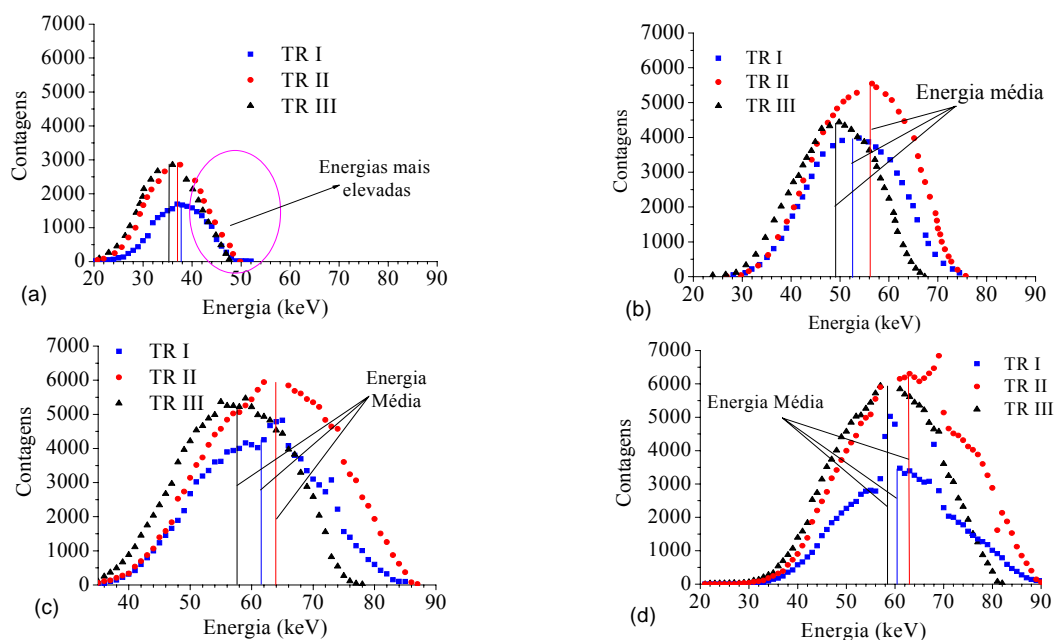 7000
6000
5000
4000
3000
2000
1000
0
Contagens
TR I
TR II
TR III
Energias mais
elevadas
20 30 40 50 60 70 80 90
Energia (keV)
(a)
7000
6000
5000
4000
3000
2000
1000
0
Contagens
TR I
TR II
TR III
Energia média
20 30 40 50 60 70 80 90
Energia (keV)
(b)
7000
6000
5000
4000
3000
2000
1000
0
Contagens
TR I
TR II
TR III
Energia
Média
40 50 60 70 80 90
Energia (keV)
(c)
7000
6000
5000
4000
3000
2000
1000
0
Contagens
TR I
TR II
TR III
Energia Média
20 30 40 50 60 70 80 90
Energia (keV)
(d)